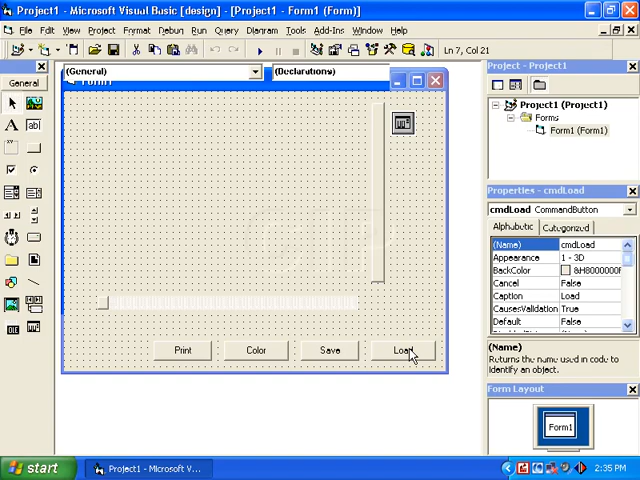 Project1 - Microsoft Visual Basic [design] - [Project1 - Form1 (Form)]
File Edit View Project Format Debug Run Query Diagram Tools Add-Ins Window Help
Ln 7, Col 21
General
(General) (Declarations)
Form1
Print Color Save Load
Project - Project1
Project1 (Project1)
Forms
Form1 (Form1)
Properties - cmdLoad
cmdLoad CommandButton
Alphabetic Categorized
(Name) cmdLoad
Appearance 1 - 3D
BackColor &H8000000F
Cancel False
Caption Load
CausesValidation True
Default False
(Name)
Returns the name used in code to
identify an object.
Form Layout
Form1
start Project1 - Microsoft V... 2:35 PM